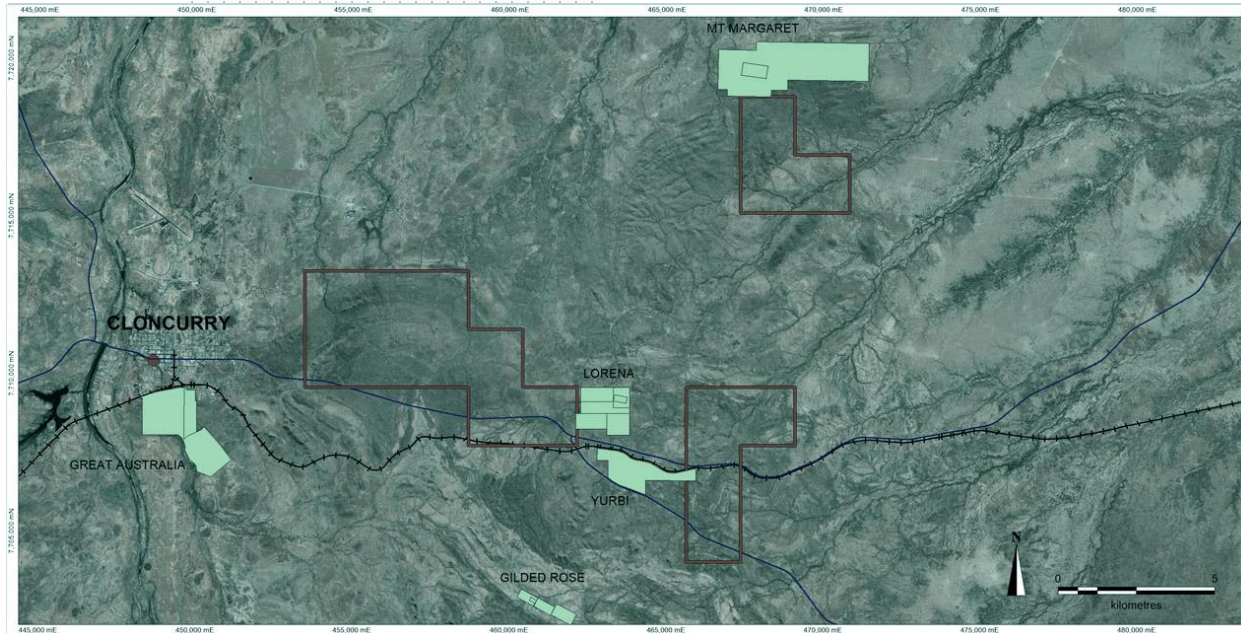 445,000 mE 450,000 mE 455,000 mE 460,000 mE 465,000 mE 470,000 mE 475,000 mE 480,000 mE
MT MARGARET
7,720,000 mN
7,715,000 mN
CLONCURRY
7,710,000 mN
LORENA
GREAT AUSTRALIA
YURBI
7,705,000 mN
GILDED ROSE
N
0 5
kilometres
445,000 mE 450,000 mE 455,000 mE 460,000 mE 465,000 mE 470,000 mE 475,000 mE 480,000 mE